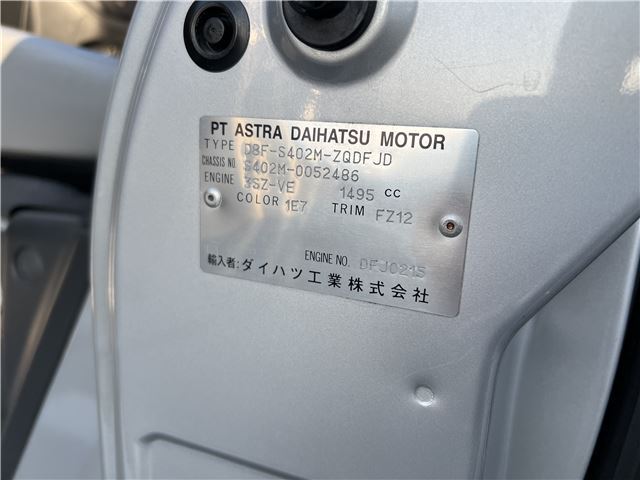 PT ASTRA DAIHATSU MOTOR
TYPE DBF-S402M-ZQDFJD
CHASSIS NO. S402M-0052486
ENGINE 3SZ-VE 1495 CC
COLOR 1E7 TRIM FZ12
ENGINE NO. DFJ0215
輸入者:ダイハツ工業株式会社